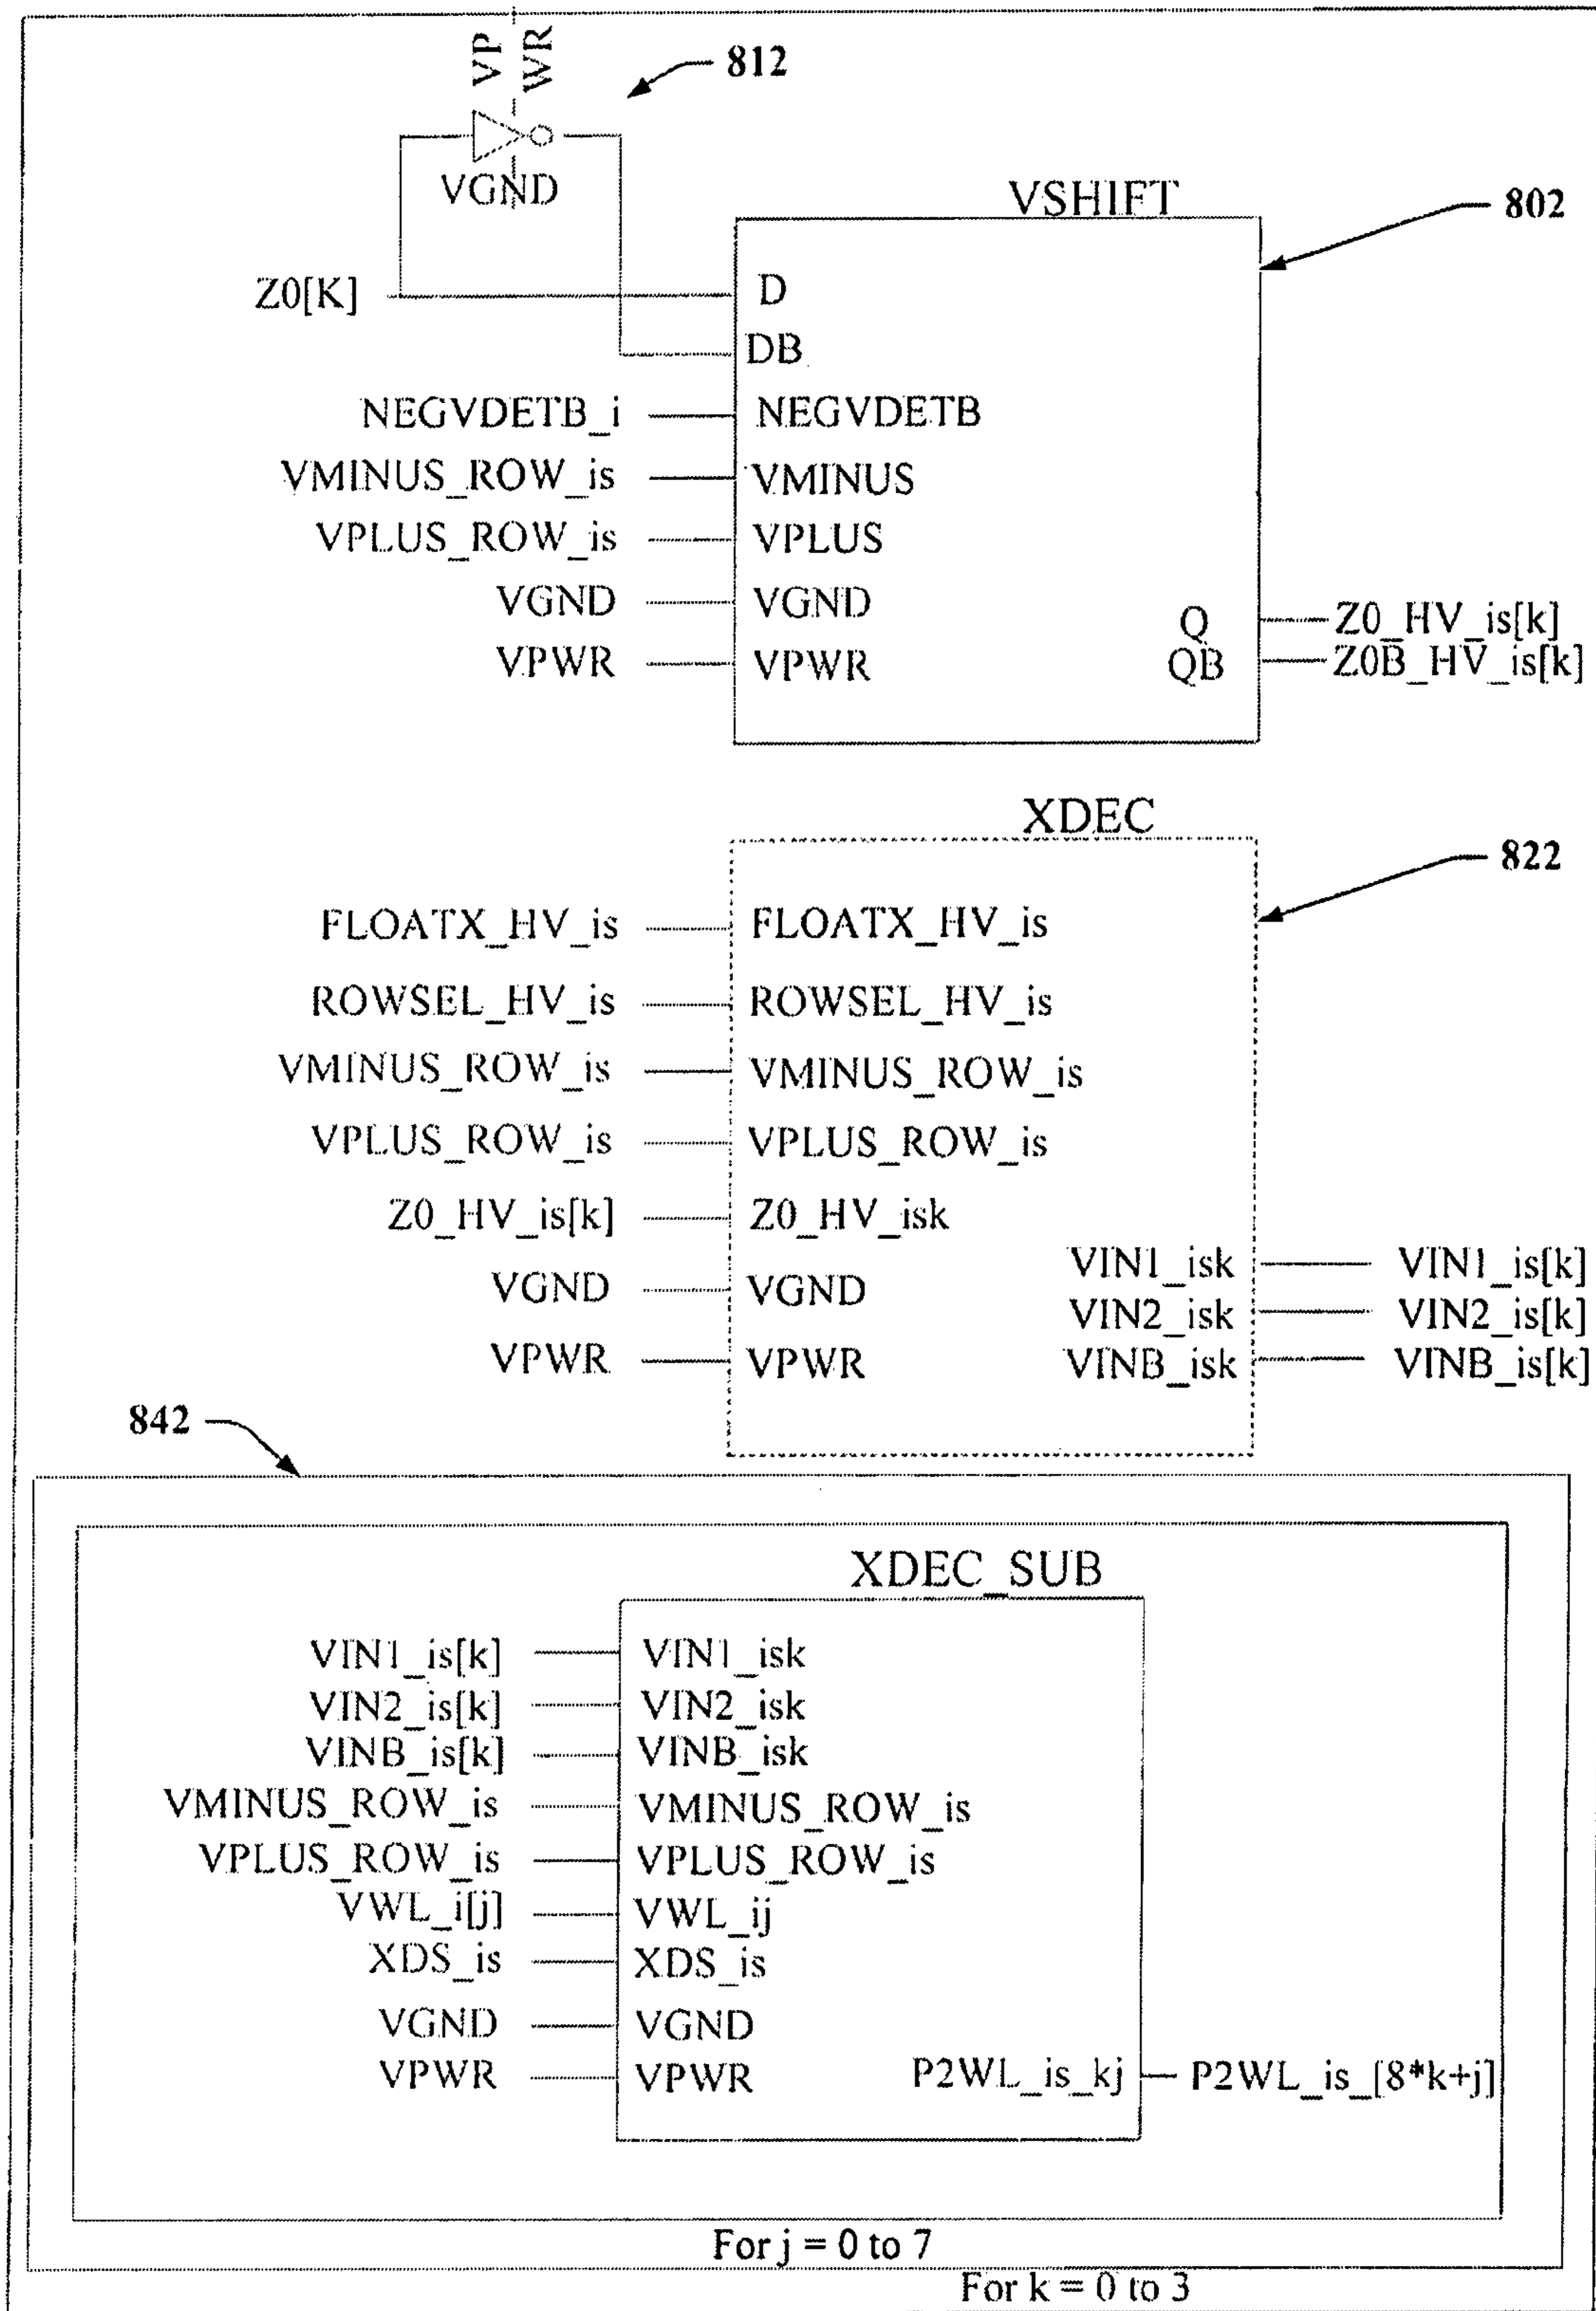 VP
WR
812
VGND
VSHIFT
802
Z0[K]
D
DB
NEGVDETB_i NEGVDETB
VMINUS_ROW_is VMINUS
VPLUS_ROW_is VPLUS
VGND VGND
Q Z0_HV_is[k]
VPWR VPWR QB Z0B_HV_is[k]
XDEC
822
FLOATX_HV_is FLOATX_HV_is
ROWSEL_HV_is ROWSEL_HV_is
VMINUS_ROW_is VMINUS_ROW_is
VPLUS_ROW_is VPLUS_ROW_is
Z0_HV_is[k] Z0_HV_isk
VIN1_isk VIN1_is[k]
VGND VGND
VIN2_isk VIN2_is[k]
VPWR VPWR VINB_isk VINB_is[k]
842
XDEC_SUB
VIN1_is[k] VIN1_isk
VIN2_is[k] VIN2_isk
VINB_is[k] VINB_isk
VMINUS_ROW_is VMINUS_ROW_is
VPLUS_ROW_is VPLUS_ROW_is
VWL_i[j] VWL_ij
XDS_is XDS_is
VGND VGND
VPWR VPWR P2WL_is_kj P2WL_is_[8*k+j]
For j = 0 to 7
For k = 0 to 3